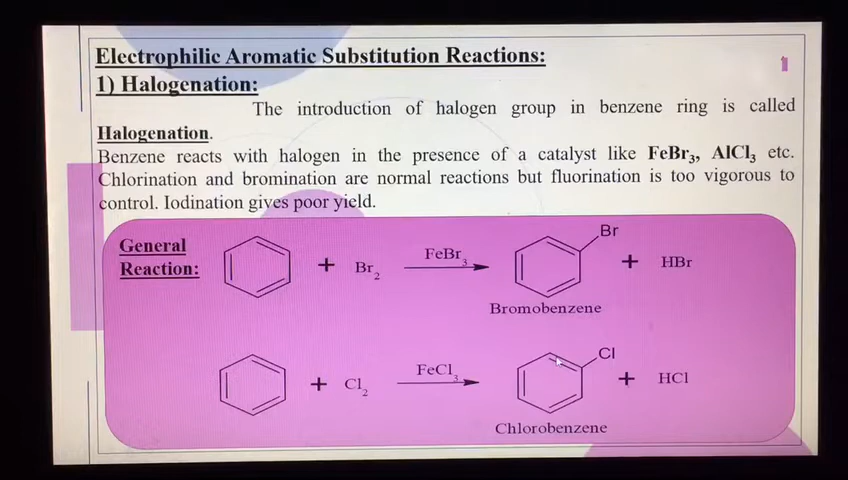 Electrophilic Aromatic Substitution Reactions:
1
1) Halogenation:
The introduction of halogen group in benzene ring is called
Halogenation.
Benzene reacts with halogen in the presence of a catalyst like FeBr₃, AlCl₃ etc.
Chlorination and bromination are normal reactions but fluorination is too vigorous to
control. Iodination gives poor yield.
General
Reaction:
+ Br₂ FeBr₃ Br + HBr
Bromobenzene
+ Cl₂ FeCl₃ Cl + HCl
Chlorobenzene